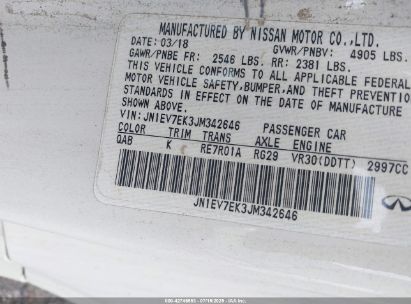 MANUFACTURED BY NISSAN MOTOR CO.,LTD.
DATE: 03/18 GVWR/PNBV: 4905 LBS.
GAWR/PNBE FR: 2546 LBS. RR: 2381 LBS.
THIS VEHICLE CONFORMS TO ALL APPLICABLE FEDERAL
MOTOR VEHICLE SAFETY,BUMPER,AND THEFT PREVENTIO
STANDARDS IN EFFECT ON THE DATE OF MANUFACTURE
SHOWN ABOVE.
VIN: JN1EV7EK3JM342646 PASSENGER CAR
COLOR TRIM TRANS AXLE ENGINE
QAB K RE7R01A RG29 VR30(DDTT) 2997CC
JN1EV7EK3JM342646